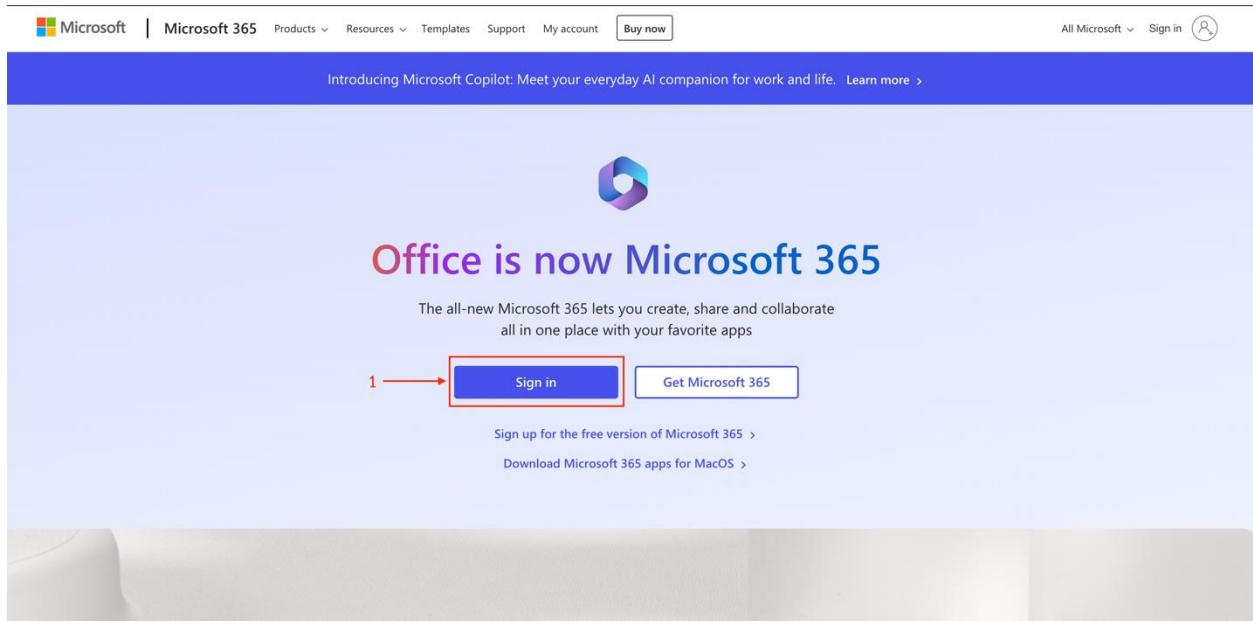 Microsoft Microsoft 365 Products Resources Templates Support My account Buy now All Microsoft Sign in
Introducing Microsoft Copilot: Meet your everyday AI companion for work and life. Learn more >
Office is now Microsoft 365
The all-new Microsoft 365 lets you create, share and collaborate
all in one place with your favorite apps
1 Sign in Get Microsoft 365
Sign up for the free version of Microsoft 365 >
Download Microsoft 365 apps for MacOS >